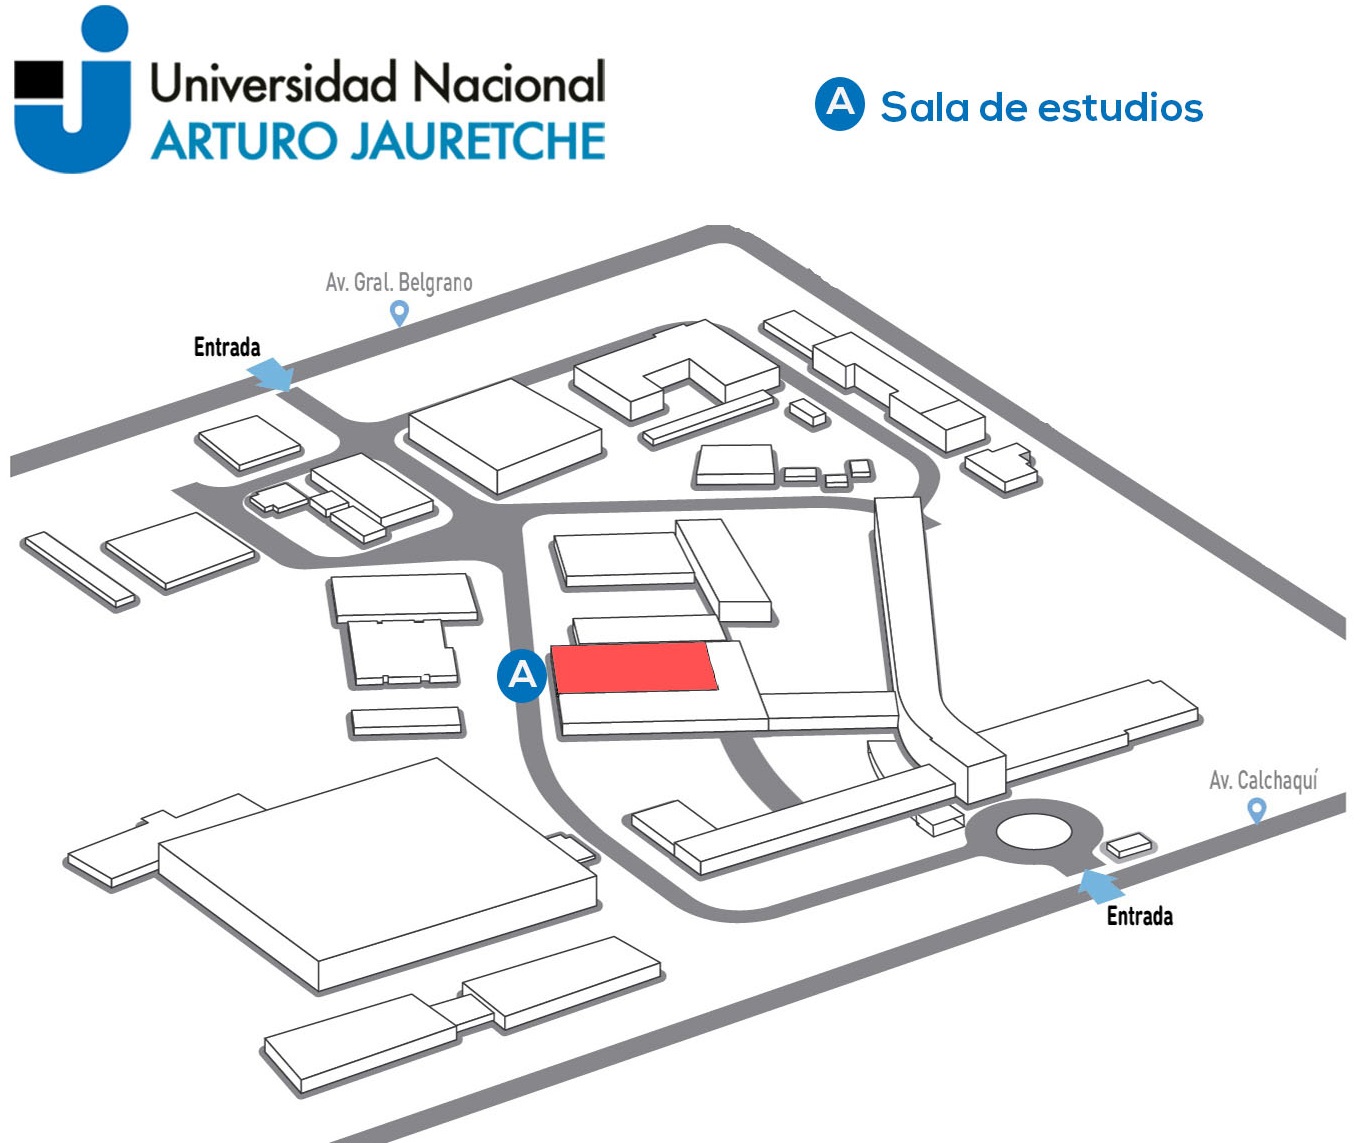 Universidad Nacional
ARTURO JAURETCHE
A Sala de estudios
Av. Gral. Belgrano
Entrada
A
Av. Calchaquí
Entrada